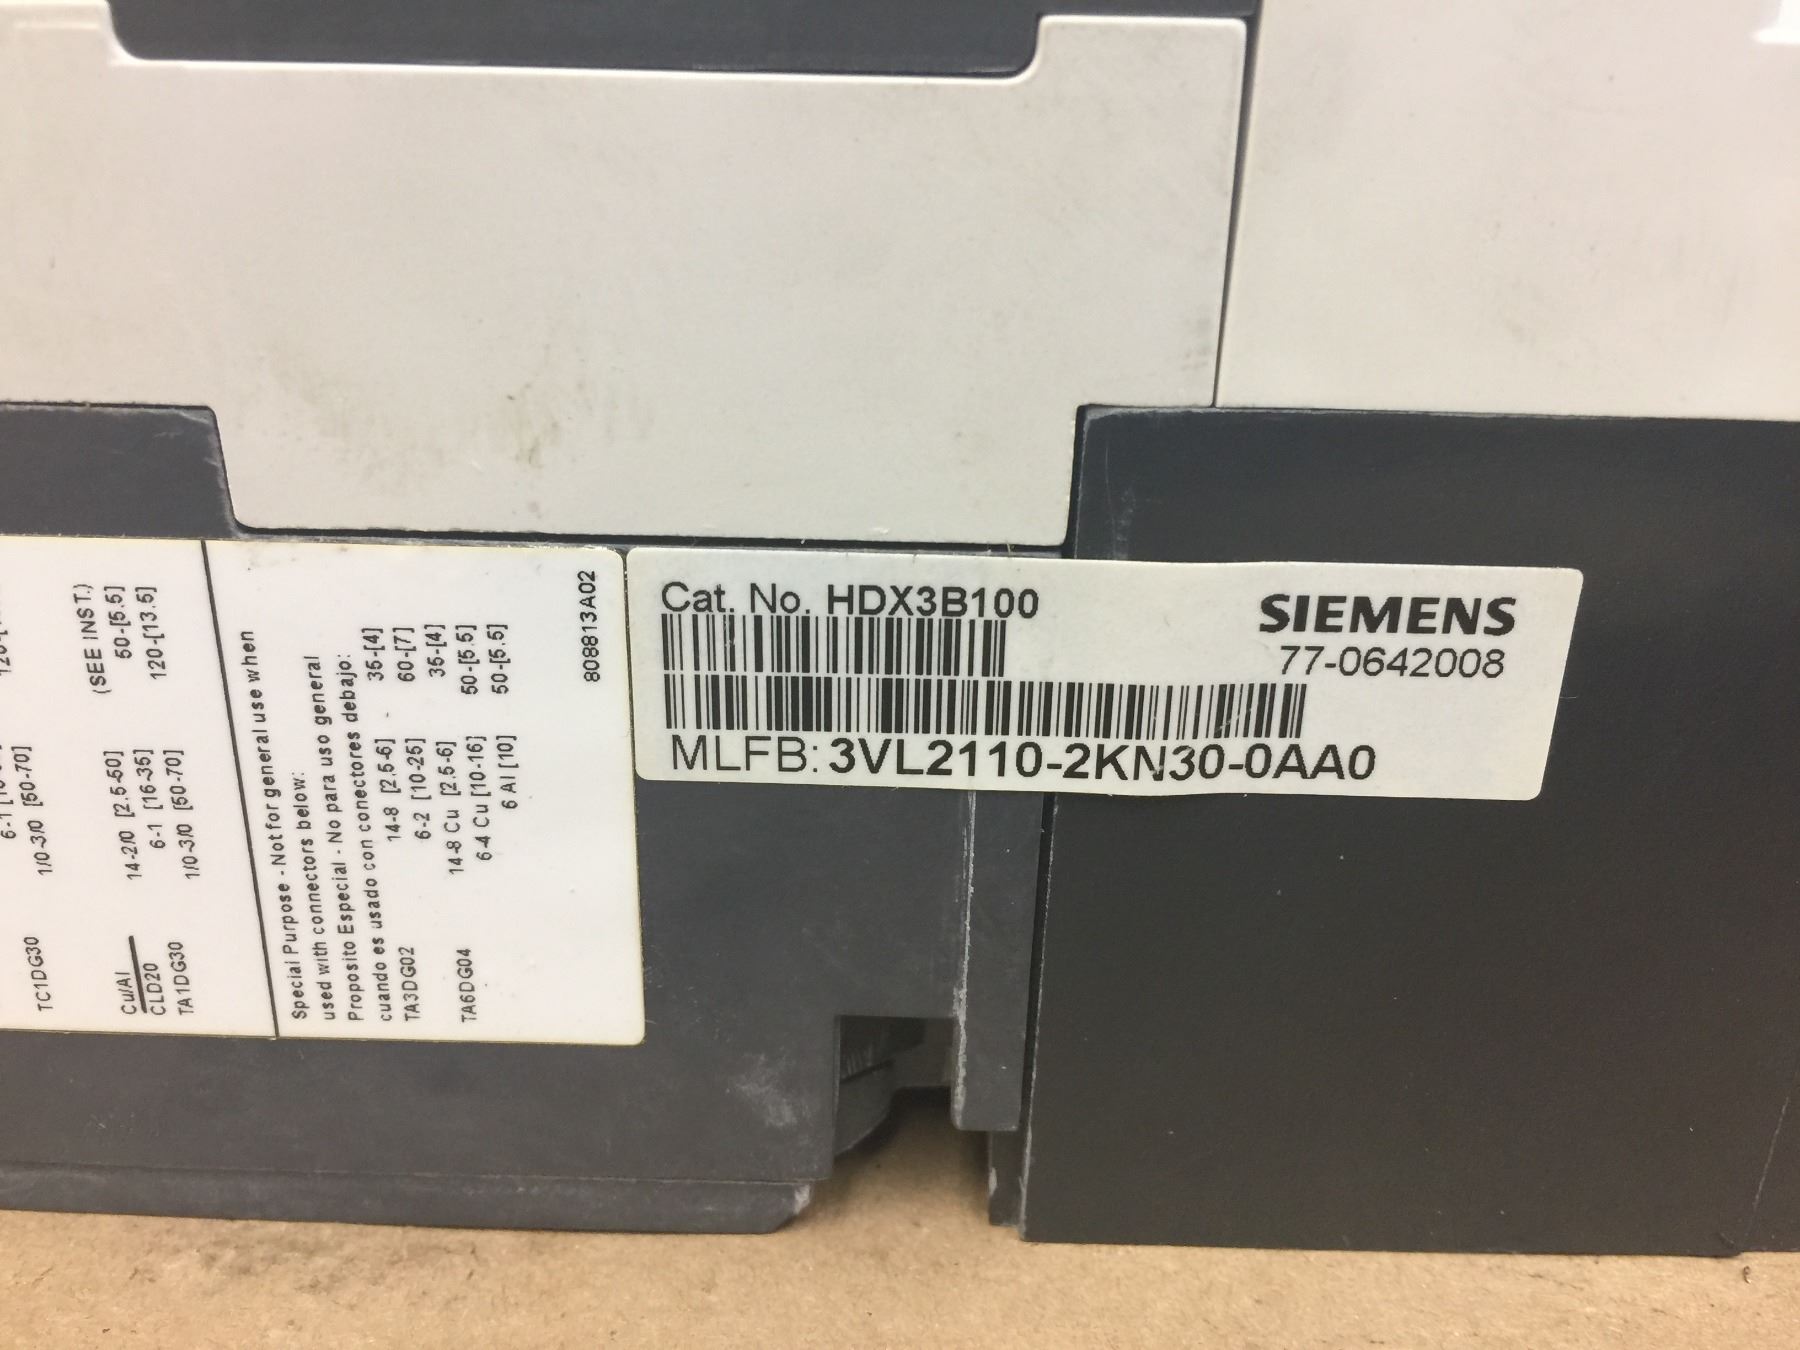 6-1
1/0-3/0 [50-70]
TC1DG30
(SEE INST.)
Cu/Al 14-2/0 [2.5-50] 50-[5.5]
CLD20 6-1 [16-35] 120-[13.5]
TA1DG30 1/0-3/0 [50-70]
Special Purpose - Not for general use when
used with connectors below:
Proposito Especial - No para uso general
cuando es usado con conectores debajo:
TA3DG02 14-8 [2.5-6] 35-[4]
6-2 [10-25] 60-[7]
TA6DG04 14-8 Cu [2.5-6] 35-[4]
6-4 Cu [10-16] 50-[5.5]
6 Al [10] 50-[5.5]
808813A02
Cat. No. HDX3B100
SIEMENS
77-0642008
MLFB: 3VL2110-2KN30-0AA0